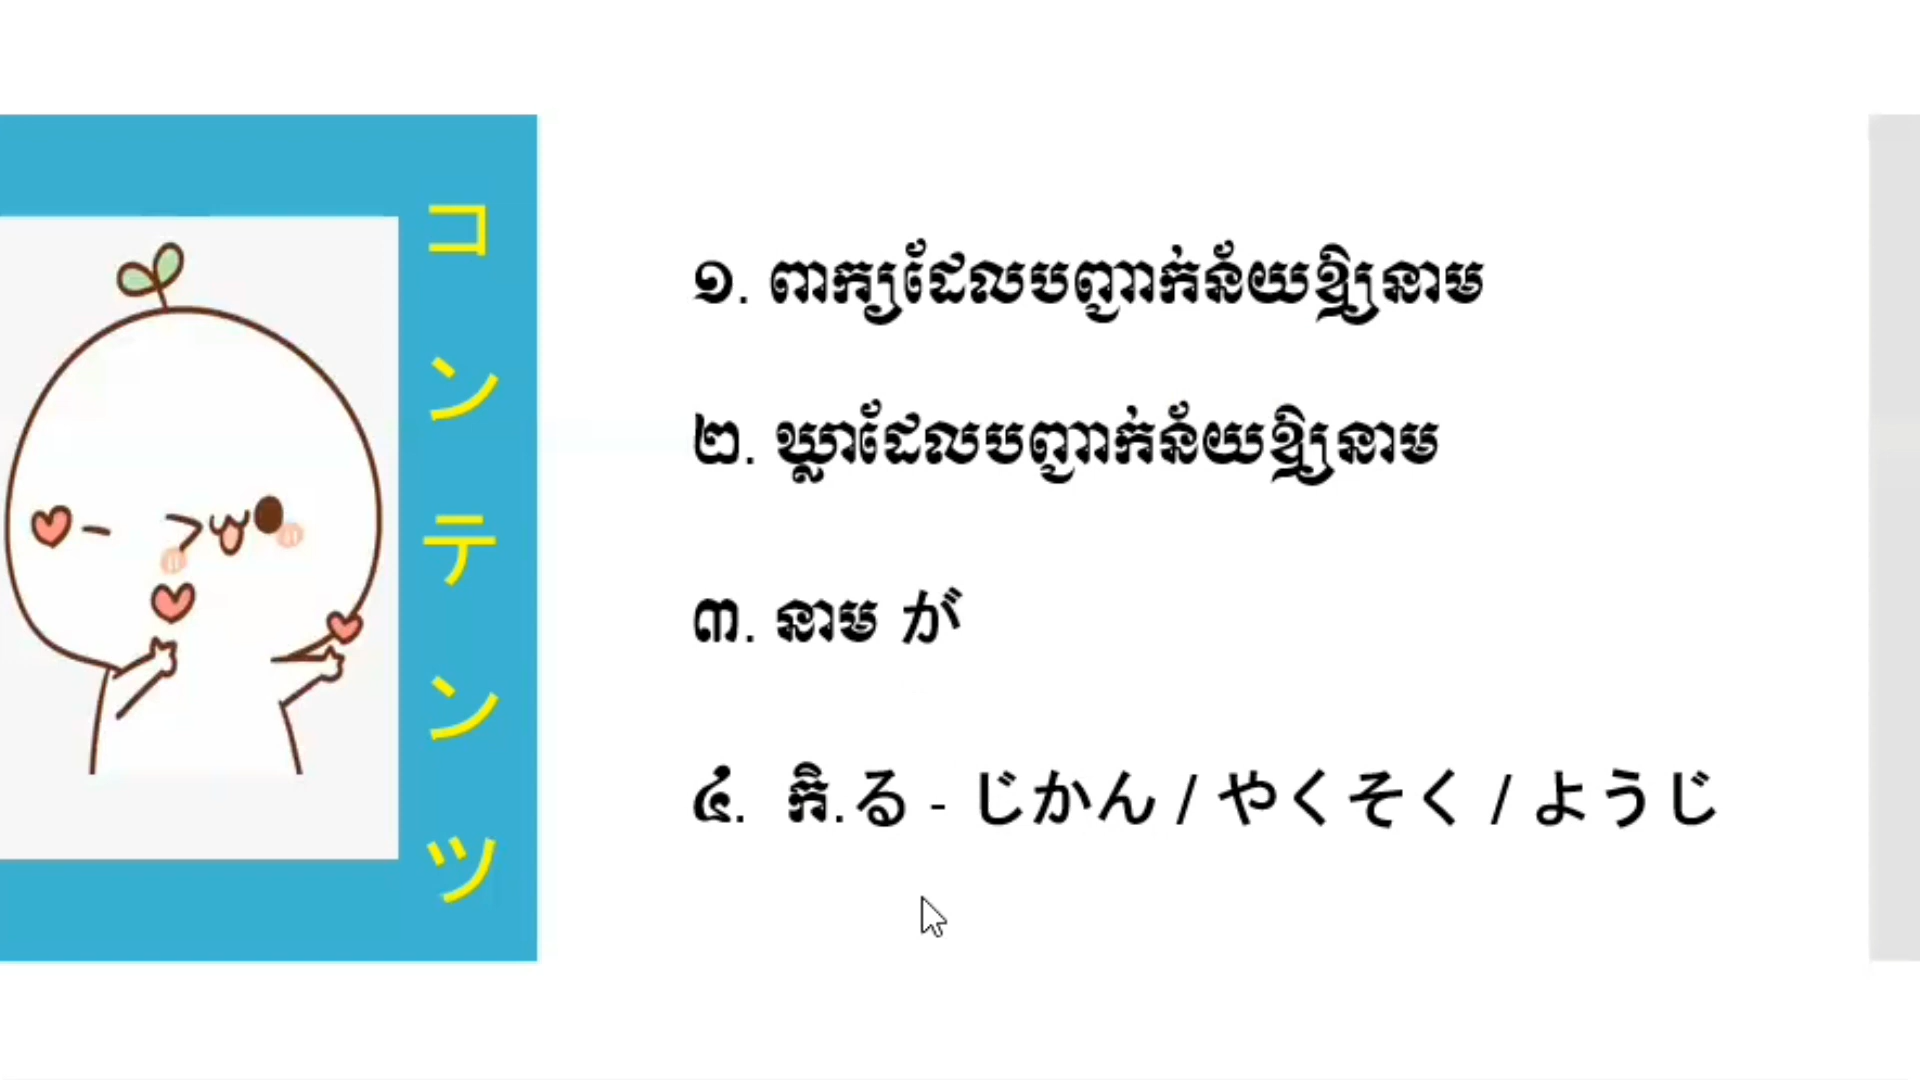 コンテンツ
១. ពាក្យដែលបញ្ជាក់ន័យឱ្យនាម
២. ឃ្លាដែលបញ្ជាក់ន័យឱ្យនាម
៣. នាម が
៤. កិ.る - じかん / やくそく / ようじ